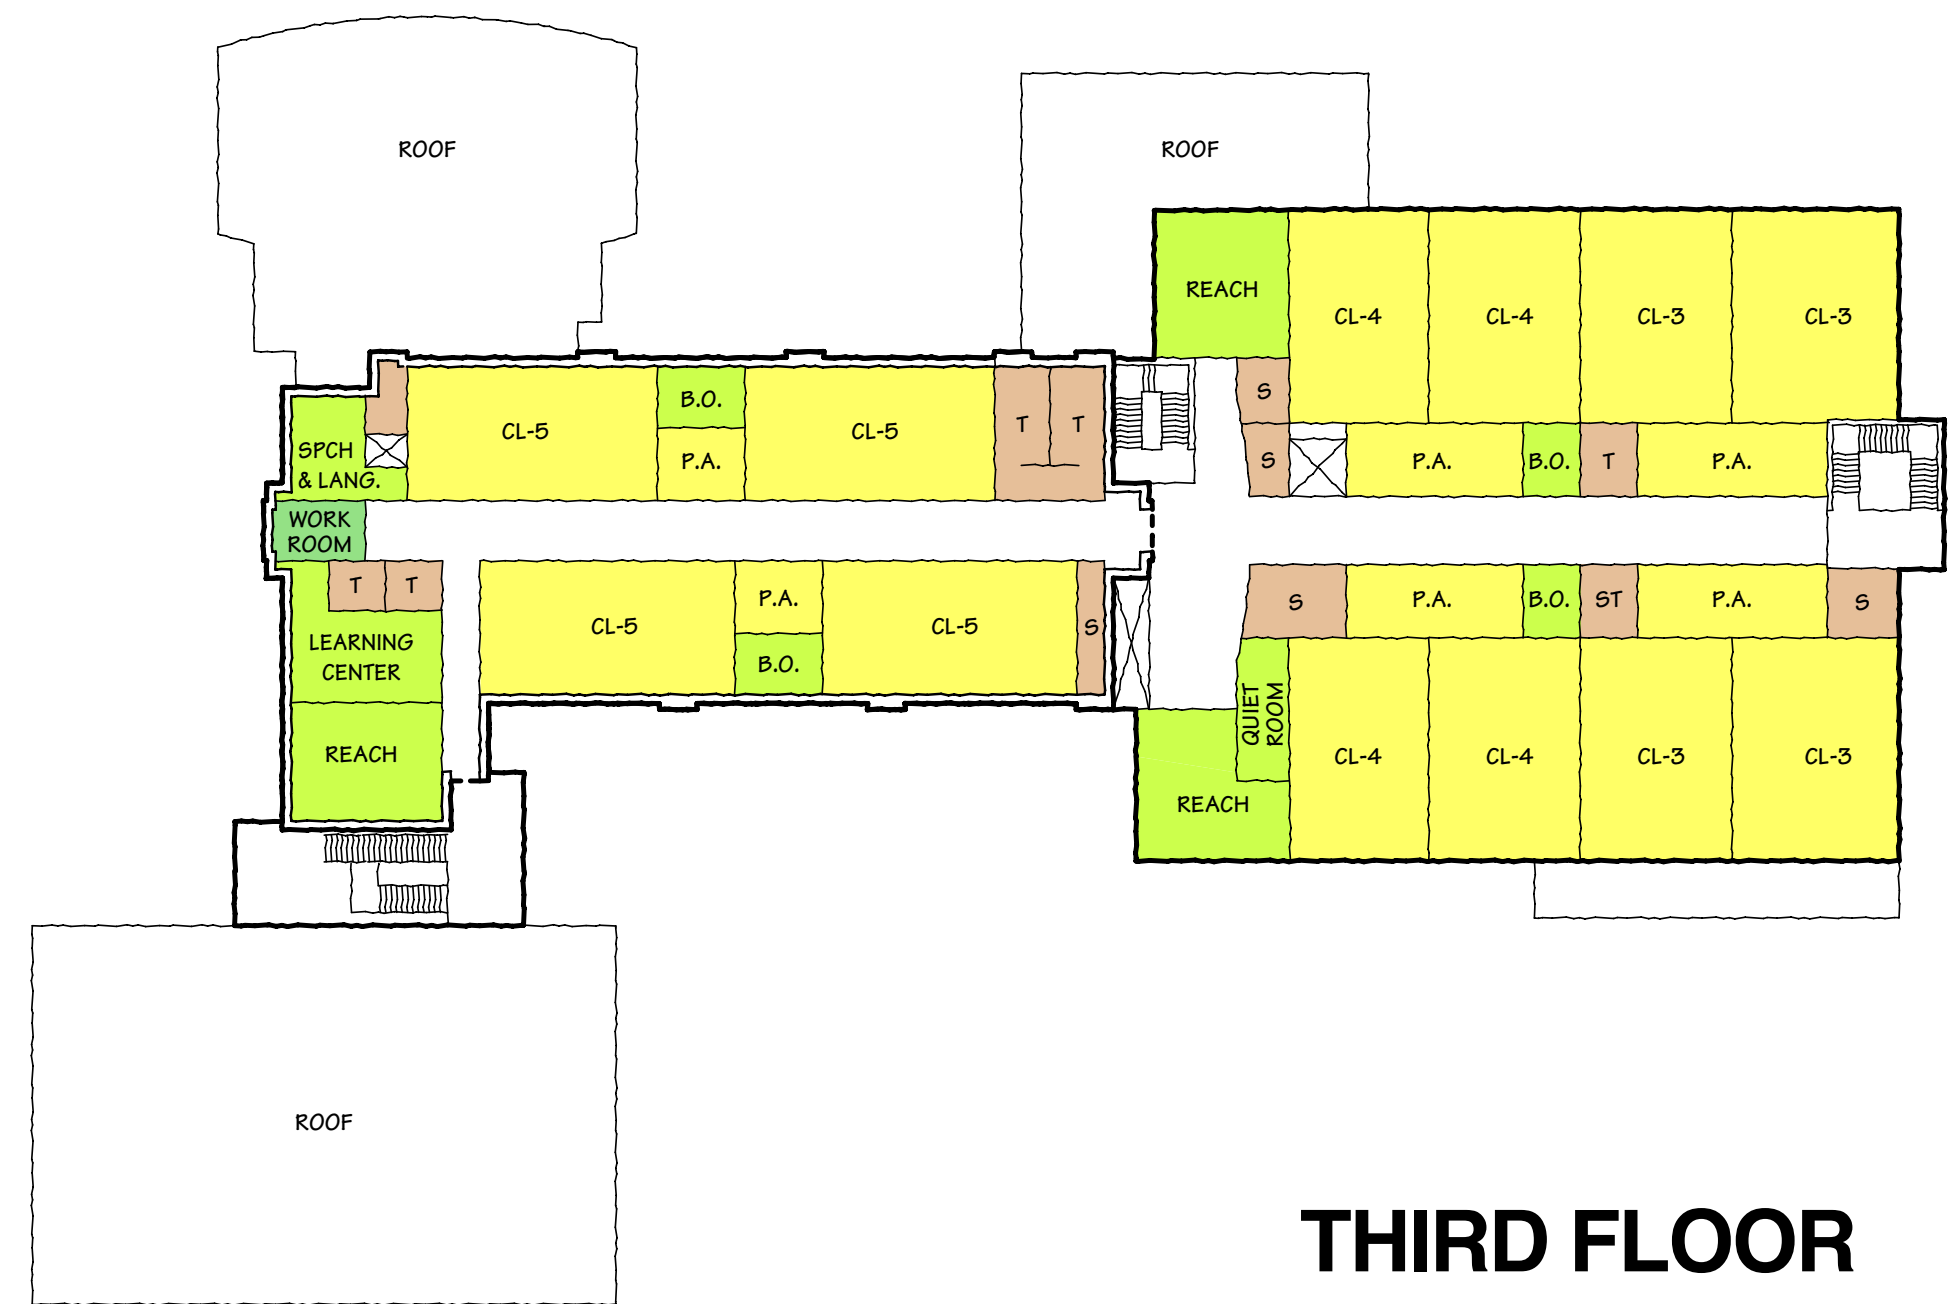 ROOF
ROOF
REACH
CL-4
CL-4
CL-3
CL-3
S
B.O.
CL-5
CL-5
T
T
SPCH
& LANG.
P.A.
S
P.A.
B.O.
T
P.A.
WORK
ROOM
T
T
P.A.
S
P.A.
B.O.
ST
P.A.
S
CL-5
CL-5
S
LEARNING
CENTER
B.O.
QUIET
ROOM
REACH
CL-4
CL-4
CL-3
CL-3
REACH
ROOF
THIRD FLOOR